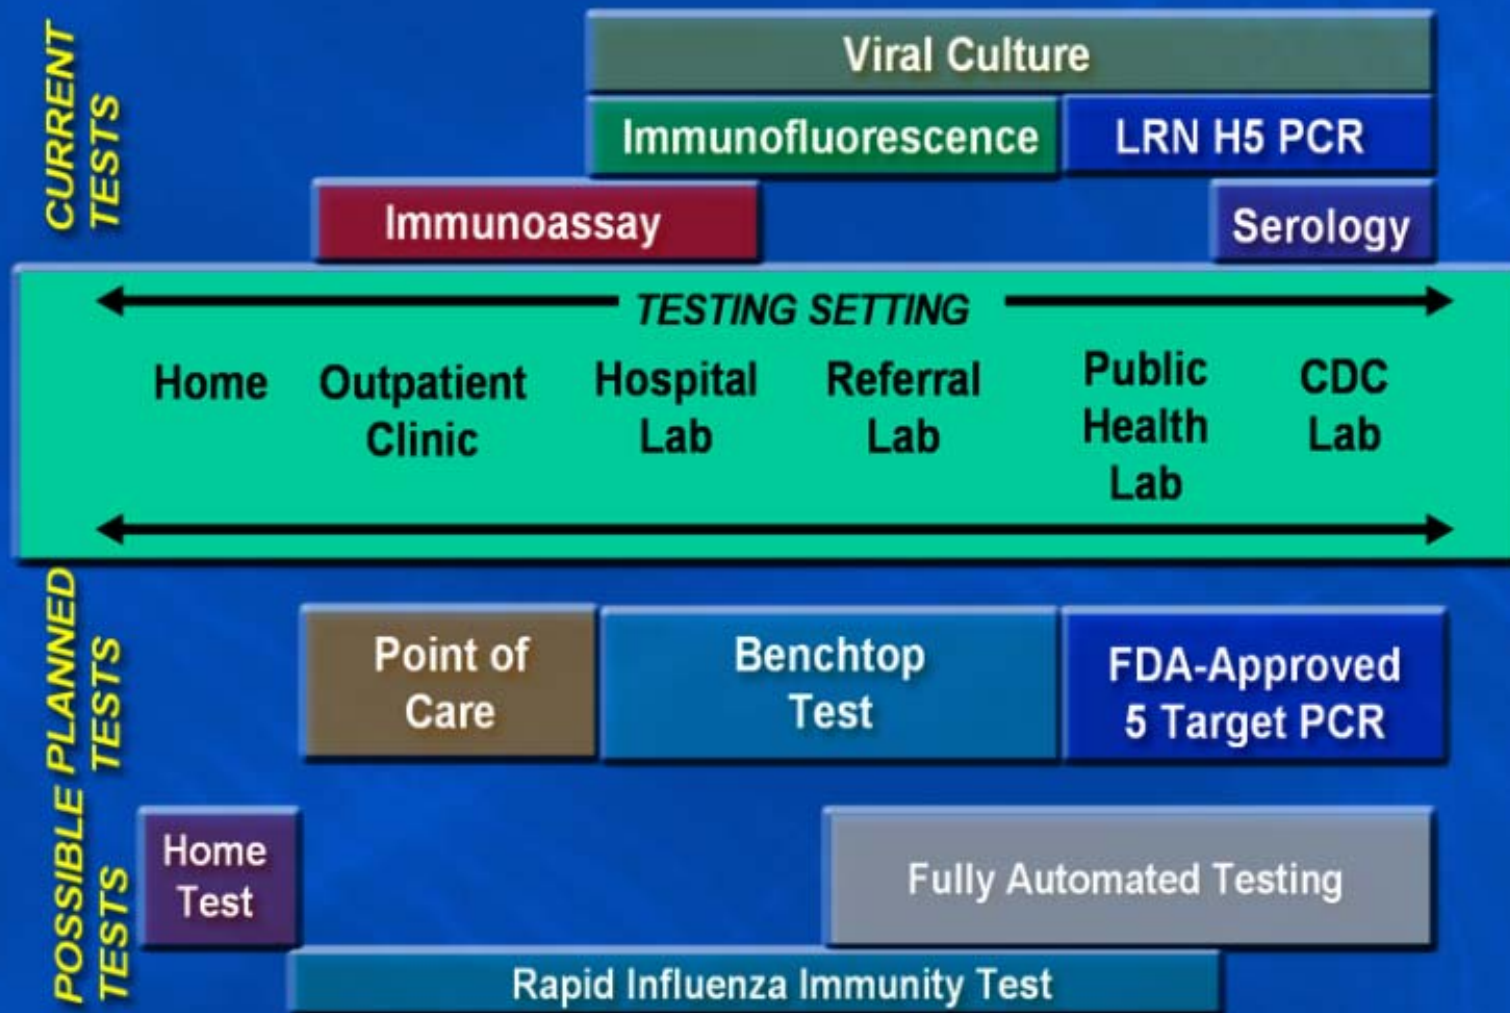 CURRENT
TESTS
Viral Culture
Immunofluorescence
LRN H5 PCR
Immunoassay
Serology
TESTING SETTING
Home
Outpatient
Clinic
Hospital
Lab
Referral
Lab
Public
Health
Lab
CDC
Lab
PLANNED
TESTS
Point of
Care
Benchtop
Test
FDA-Approved
5 Target PCR
POSSIBLE
TESTS
Home
Test
Fully Automated Testing
Rapid Influenza Immunity Test